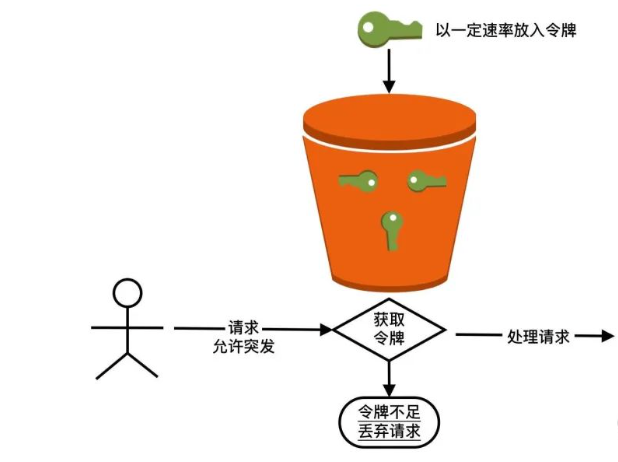 以一定速率放入令牌
请求
允许突发
获取
令牌
处理请求
令牌不足
丢弃请求